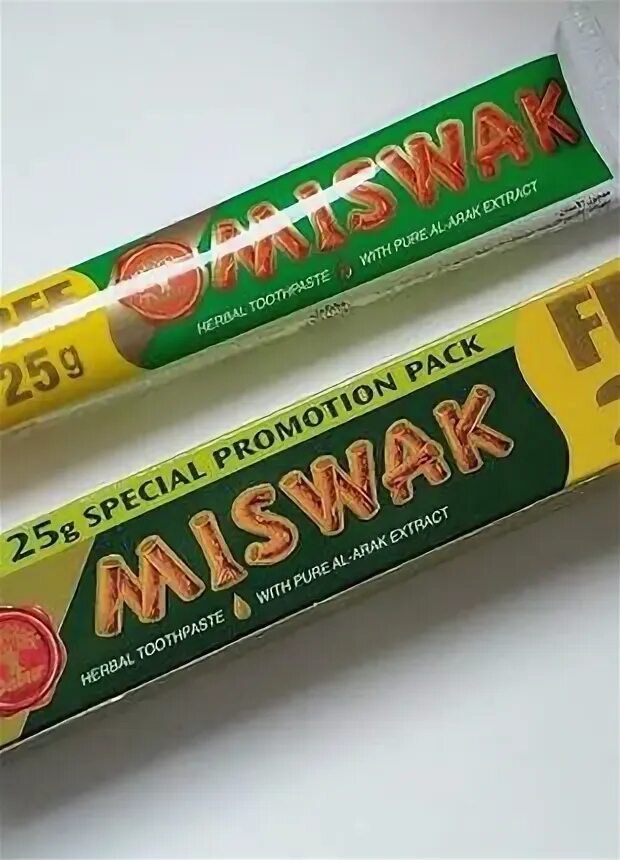 MISWAK
HERBAL TOOTHPASTE WITH PURE AL-ARAK EXTRACT
25g
25g SPECIAL PROMOTION PACK
MISWAK
HERBAL TOOTHPASTE WITH PURE AL-ARAK EXTRACT